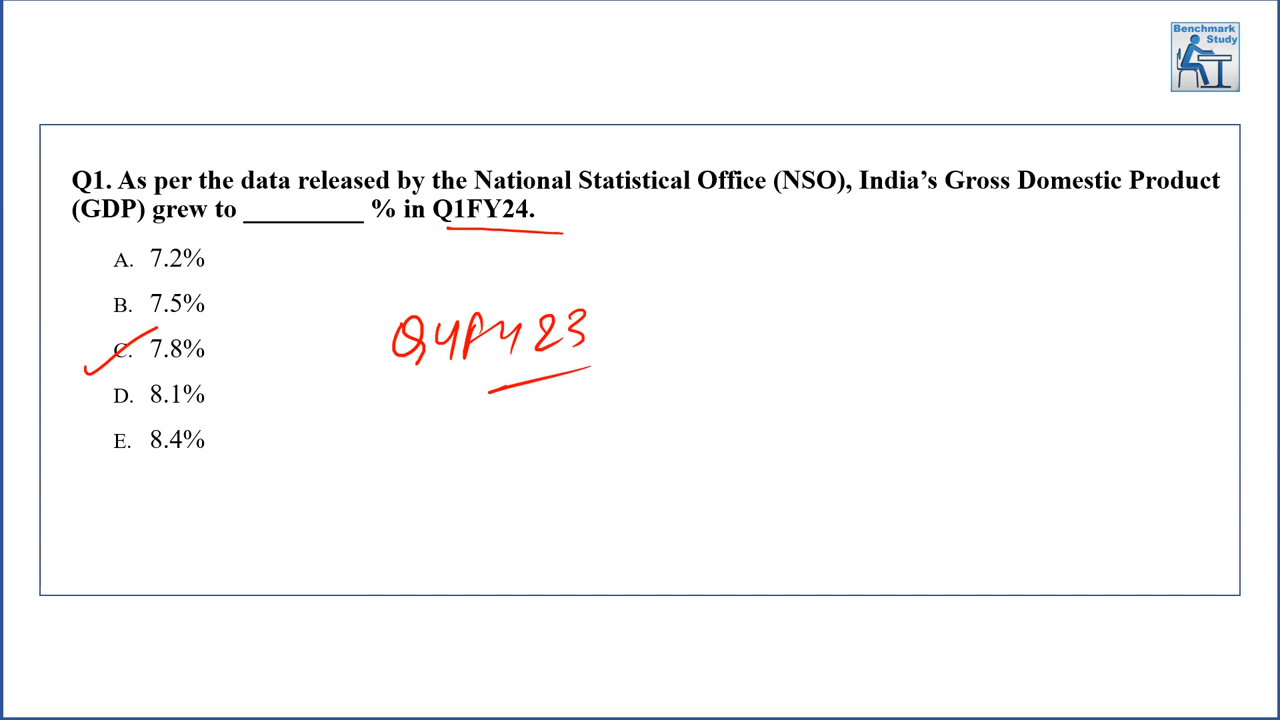 Benchmark
Study
Q1. As per the data released by the National Statistical Office (NSO), India’s Gross Domestic Product
(GDP) grew to _________ % in Q1FY24.
A. 7.2%
B. 7.5%
C. 7.8%
D. 8.1%
E. 8.4%
Q4FY23